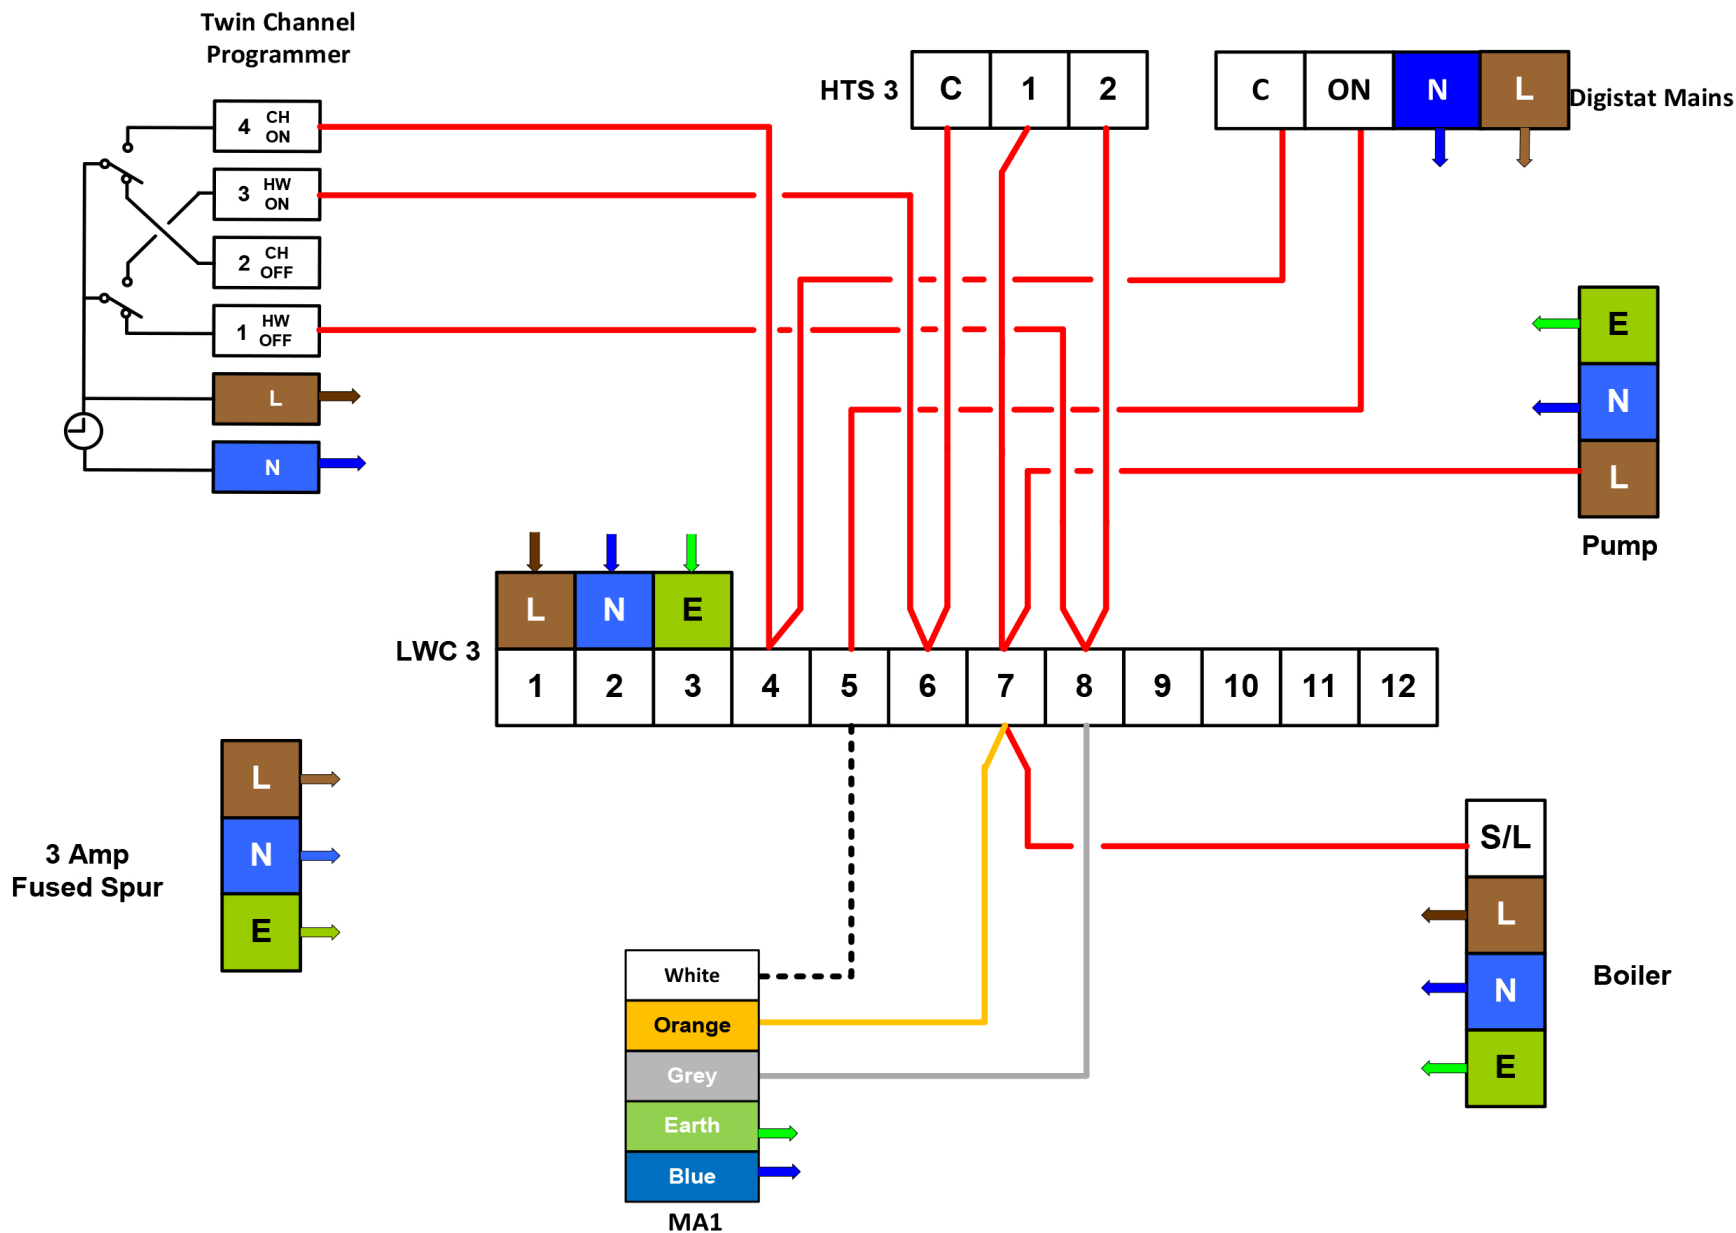 Twin Channel
Programmer
4 CH ON
3 HW ON
2 CH OFF
1 HW OFF
L
N
HTS 3
C 1 2
C ON N L
Digistat Mains
E
N
L
Pump
L N E
LWC 3
1 2 3 4 5 6 7 8 9 10 11 12
3 Amp
Fused Spur
L
N
E
White
Orange
Grey
Earth
Blue
MA1
S/L
L
N
E
Boiler